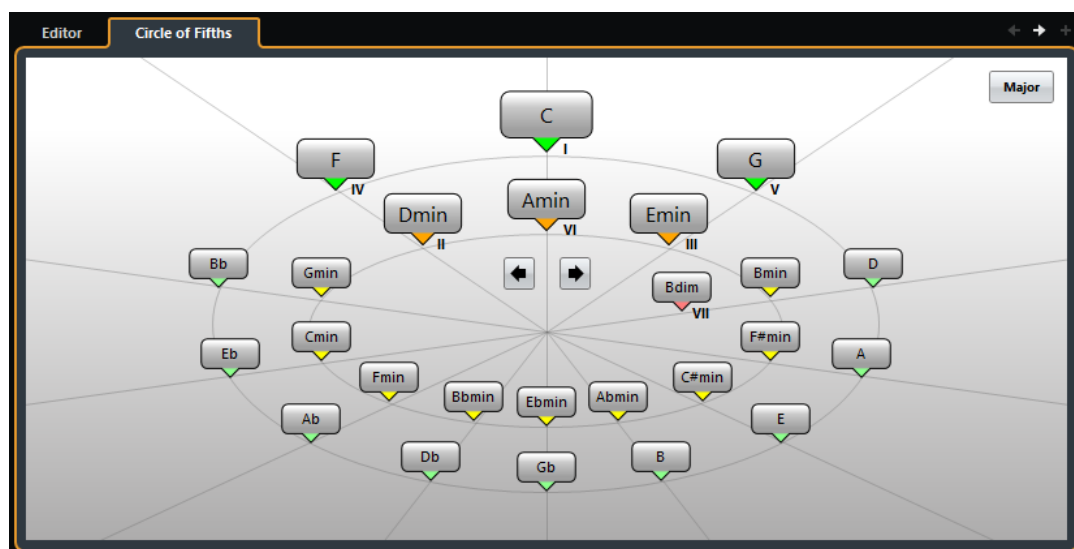 Editor
Circle of Fifths
Major
C
I
F
IV
G
V
Amin
VI
Dmin
II
Emin
III
Bb
Gmin
Bdim
VII
Bmin
D
Eb
Cmin
F#min
A
Fmin
C#min
Bbmin
Ebmin
Abmin
Ab
E
Db
Gb
B